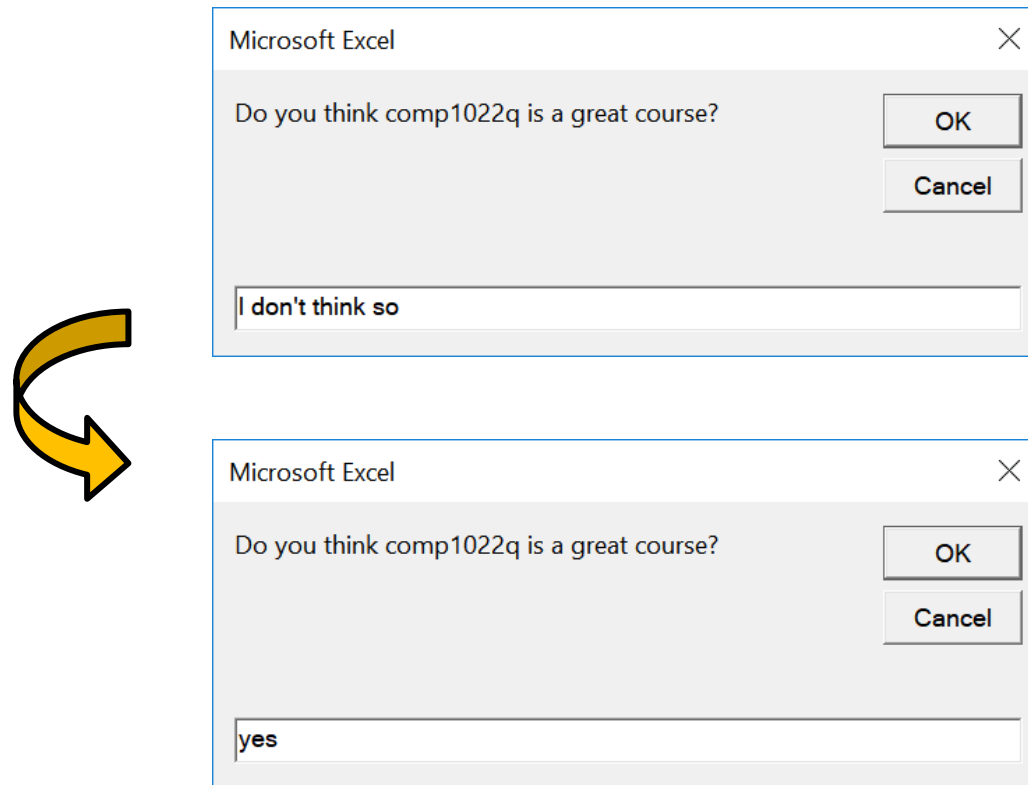 Microsoft Excel
Do you think comp1022q is a great course?
OK
Cancel
I don't think so
Microsoft Excel
Do you think comp1022q is a great course?
OK
Cancel
yes